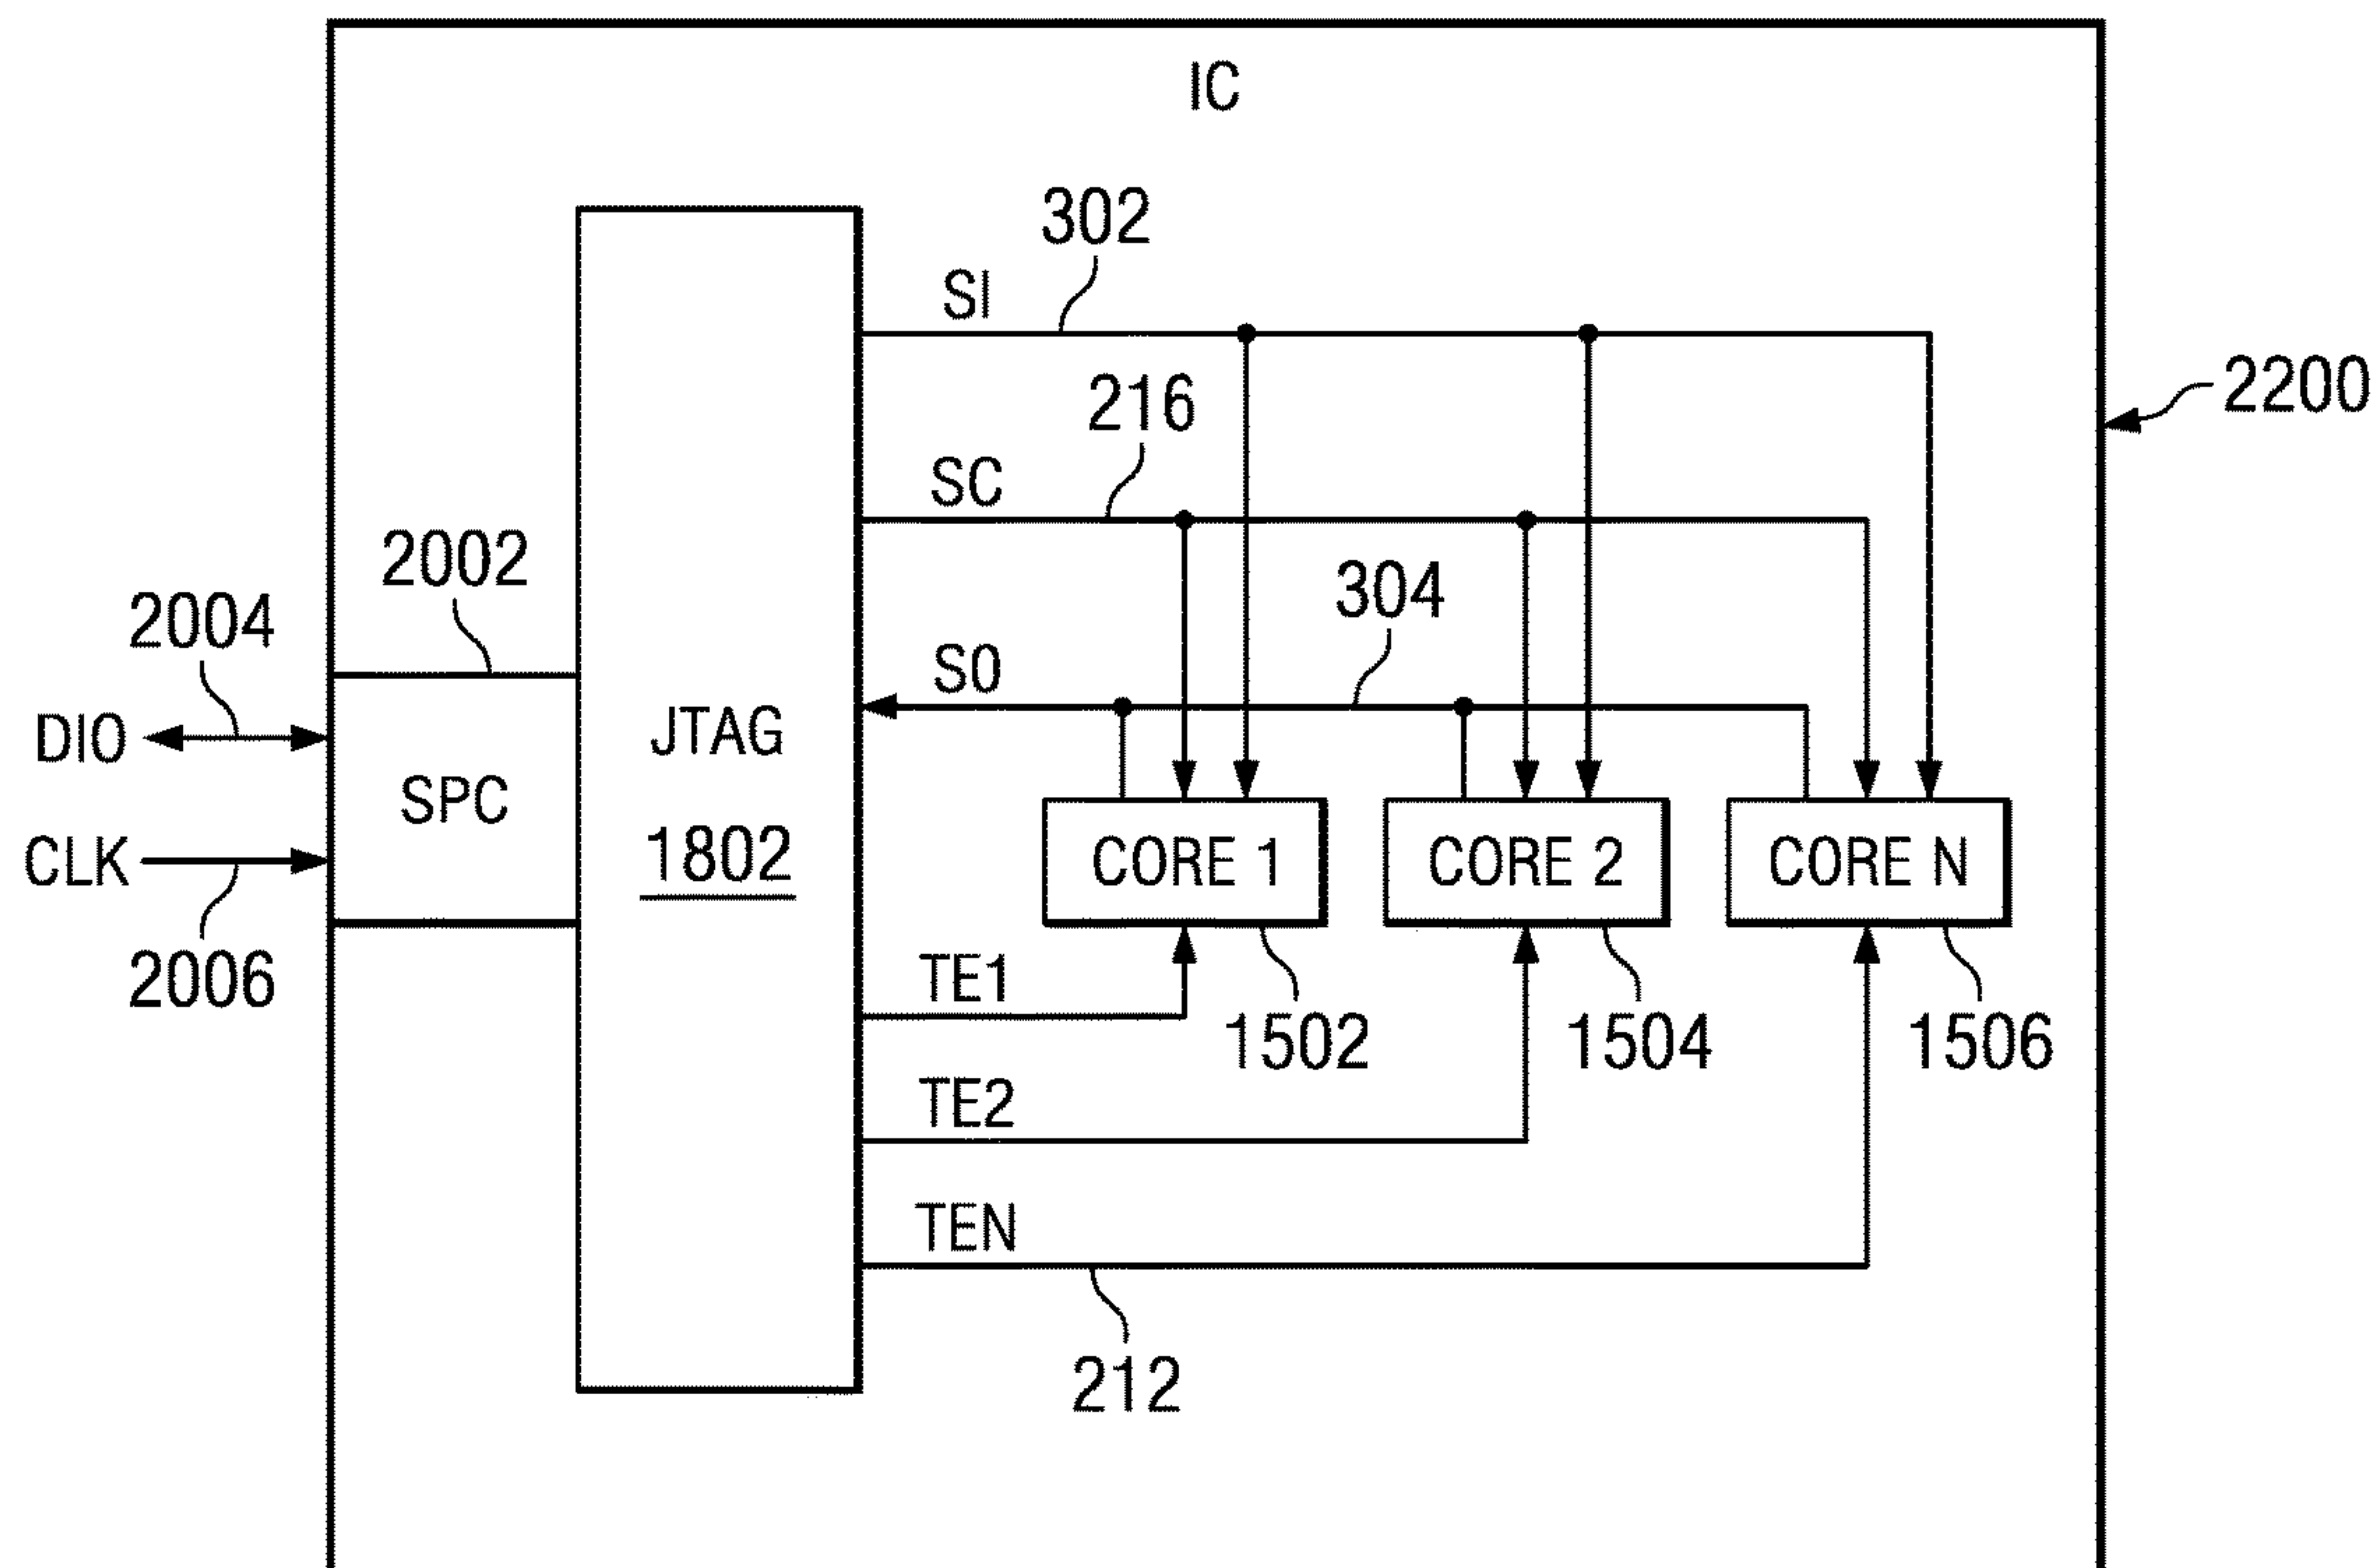 IC
302
SI
2200
216
SC
2002
304
2004
S0
DIO
JTAG
SPC
1802
CORE 1
CORE 2
CORE N
CLK
2006
TE1
1502
1504
1506
TE2
TEN
212